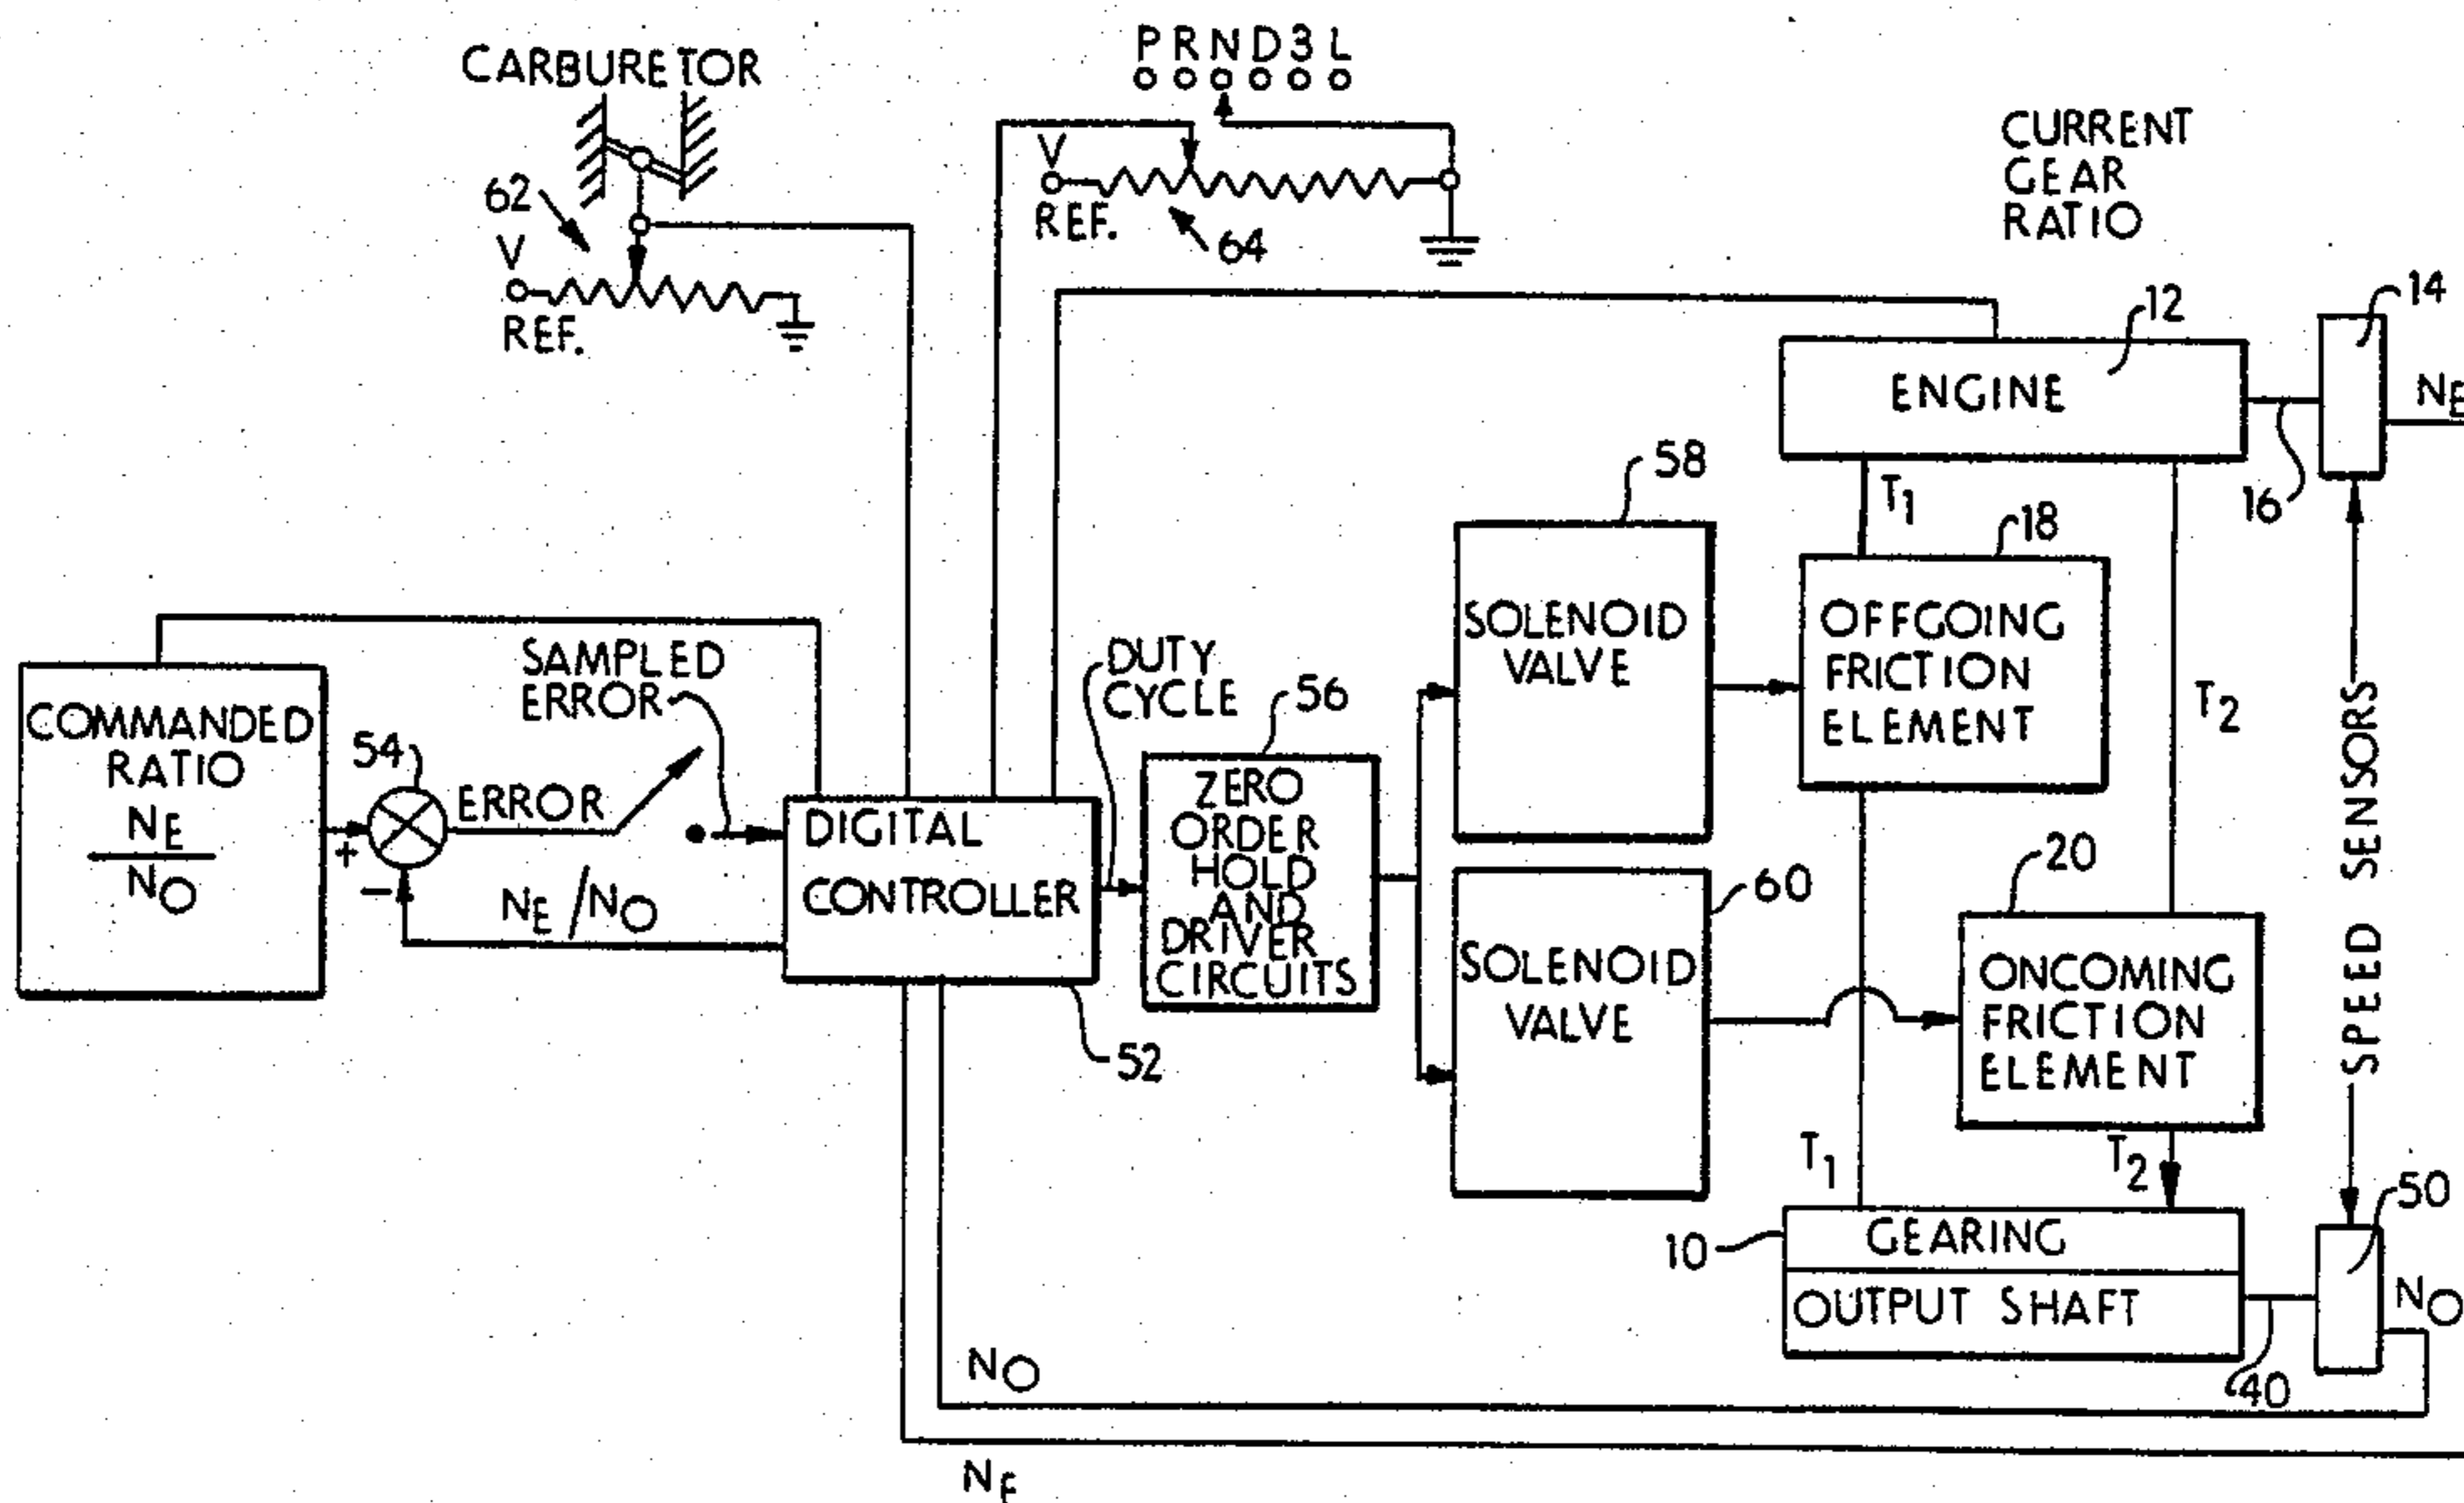 CARBURETOR
P R N D 3 L
CURRENT
GEAR
RATIO
62
V
REF.
V
REF.
64
12
14
ENGINE
NE
16
58
T1
18
SOLENOID
VALVE
OFFGOING
FRICTION
ELEMENT
T2
SPEED SENSORS
COMMANDED
RATIO
NE
NO
54
+
−
ERROR
SAMPLED
ERROR
NE/NO
DIGITAL
CONTROLLER
52
DUTY
CYCLE
56
ZERO
ORDER
HOLD
AND
DRIVER
CIRCUITS
60
SOLENOID
VALVE
20
ONCOMING
FRICTION
ELEMENT
T1
T2
10
GEARING
OUTPUT SHAFT
50
NO
40
NO
NE